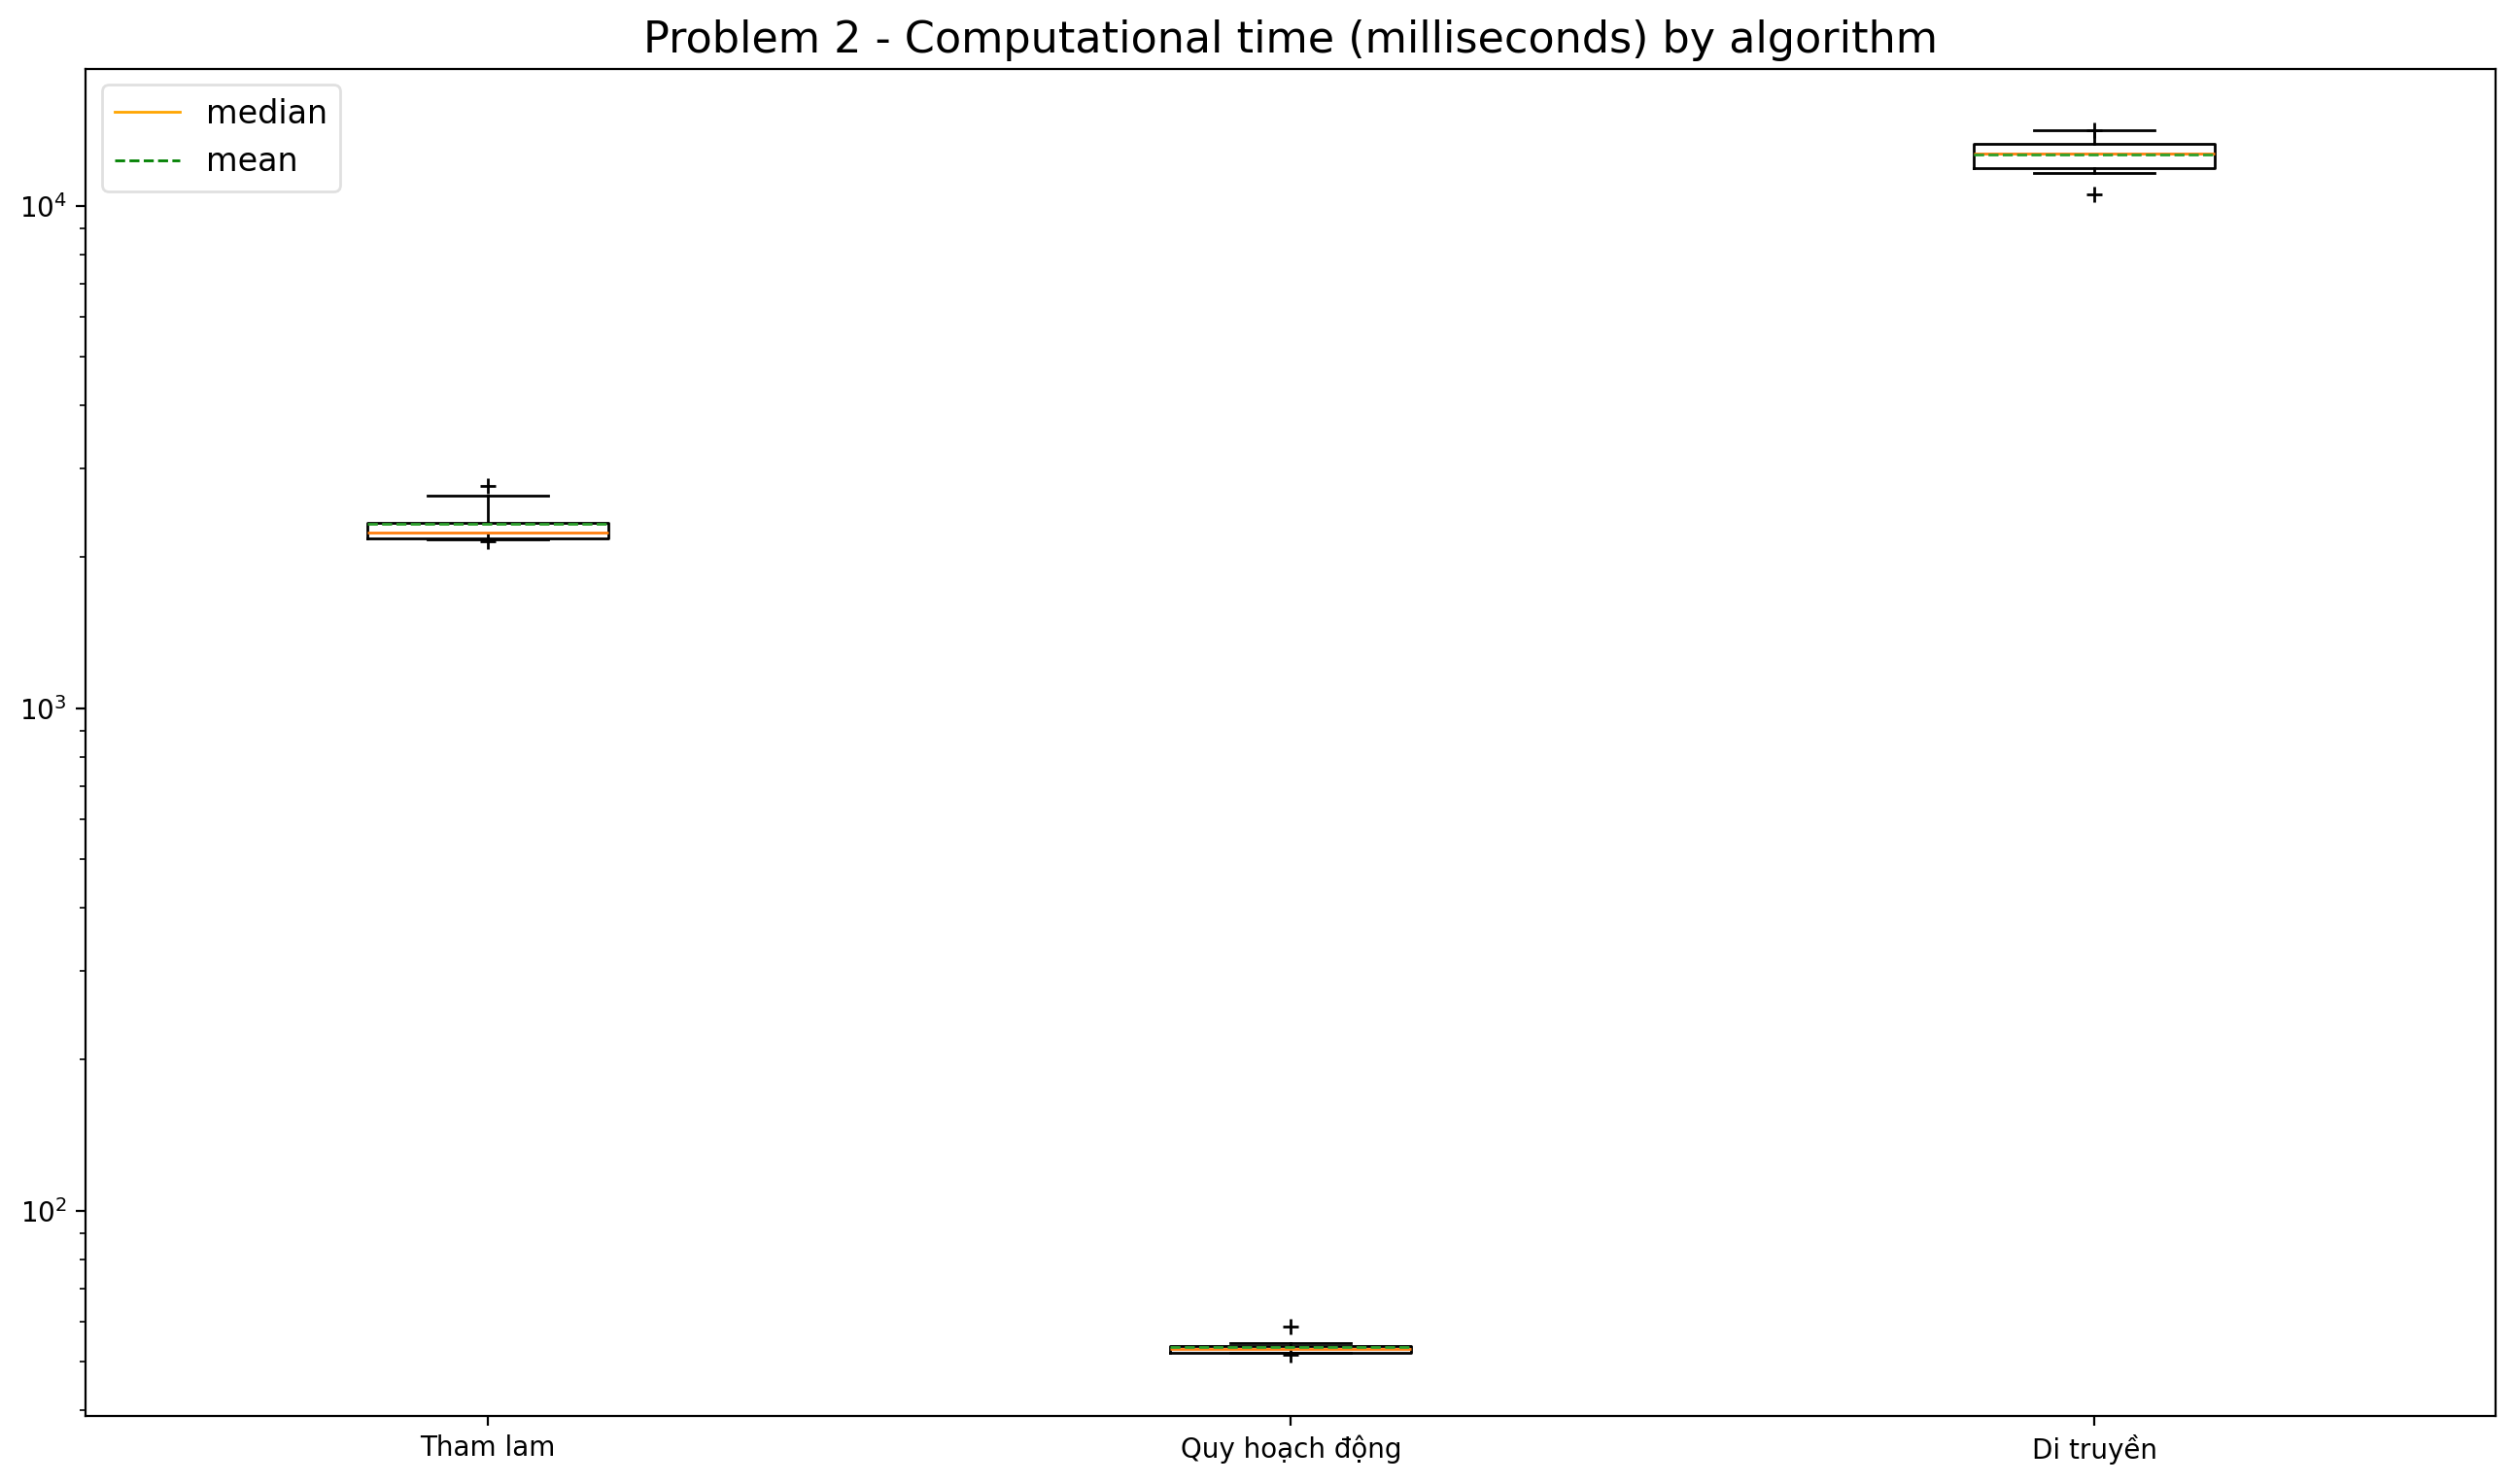 Problem 2 - Computational time (milliseconds) by algorithm
median
mean
10⁴
10³
10²
Tham lam
Quy hoạch động
Di truyền